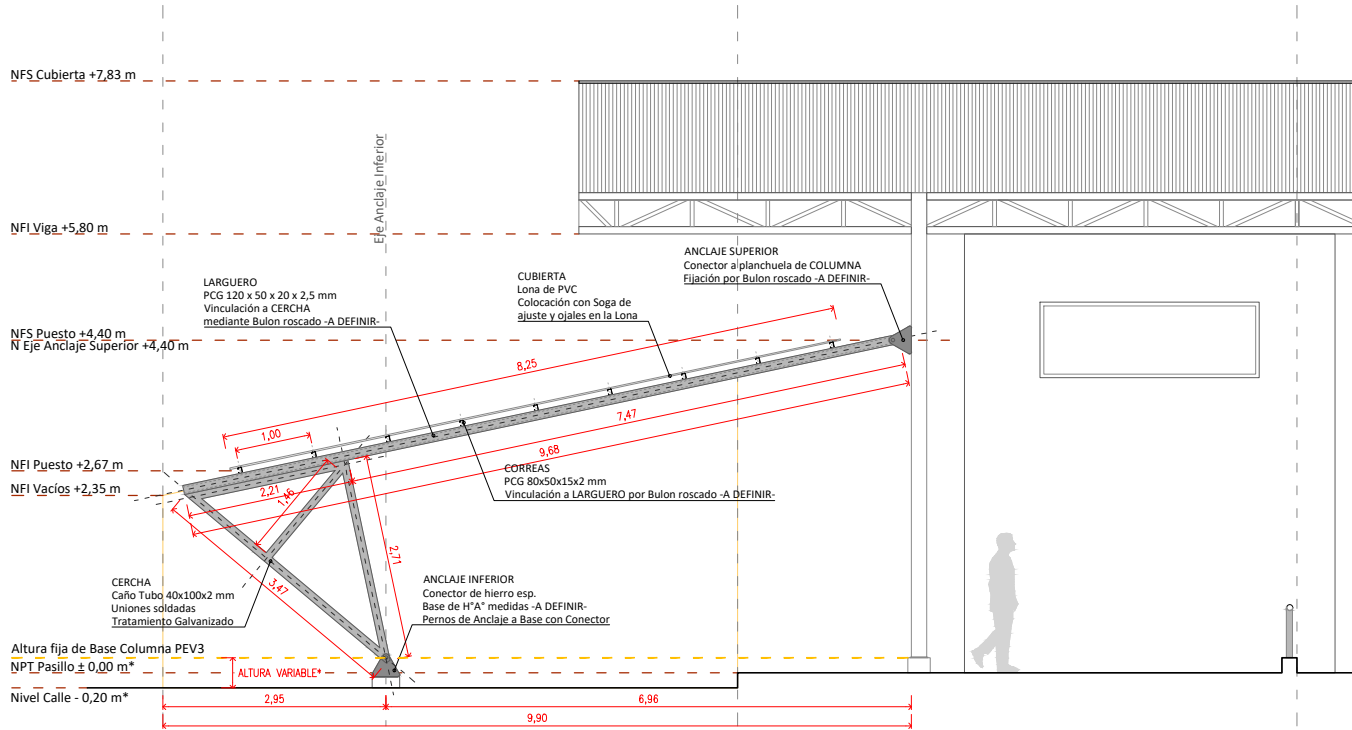 NFS Cubierta +7,83 m
Eje Anclaje Inferior
NFI Viga +5,80 m
ANCLAJE SUPERIOR
Conector a planchuela de COLUMNA
Fijación por Bulon roscado -A DEFINIR-
CUBIERTA
Lona de PVC
Colocación con Soga de
ajuste y ojales en la Lona
LARGUERO
PCG 120 x 50 x 20 x 2,5 mm
Vinculación a CERCHA
mediante Bulon roscado -A DEFINIR-
NFS Puesto +4,40 m
N Eje Anclaje Superior +4,40 m
8,25
7,47
1,00
9,68
NFI Puesto +2,67 m
NFI Vacíos +2,35 m
CORREAS
PCG 80x50x15x2 mm
Vinculación a LARGUERO por Bulon roscado -A DEFINIR-
2,21
1,46
2,71
3,47
CERCHA
Caño Tubo 40x100x2 mm
Uniones soldadas
Tratamiento Galvanizado
ANCLAJE INFERIOR
Conector de hierro esp.
Base de H°A° medidas -A DEFINIR-
Pernos de Anclaje a Base con Conector
Altura fija de Base Columna PEV3
NPT Pasillo ± 0,00 m*
ALTURA VARIABLE*
Nivel Calle - 0,20 m*
2,95
6,96
9,90